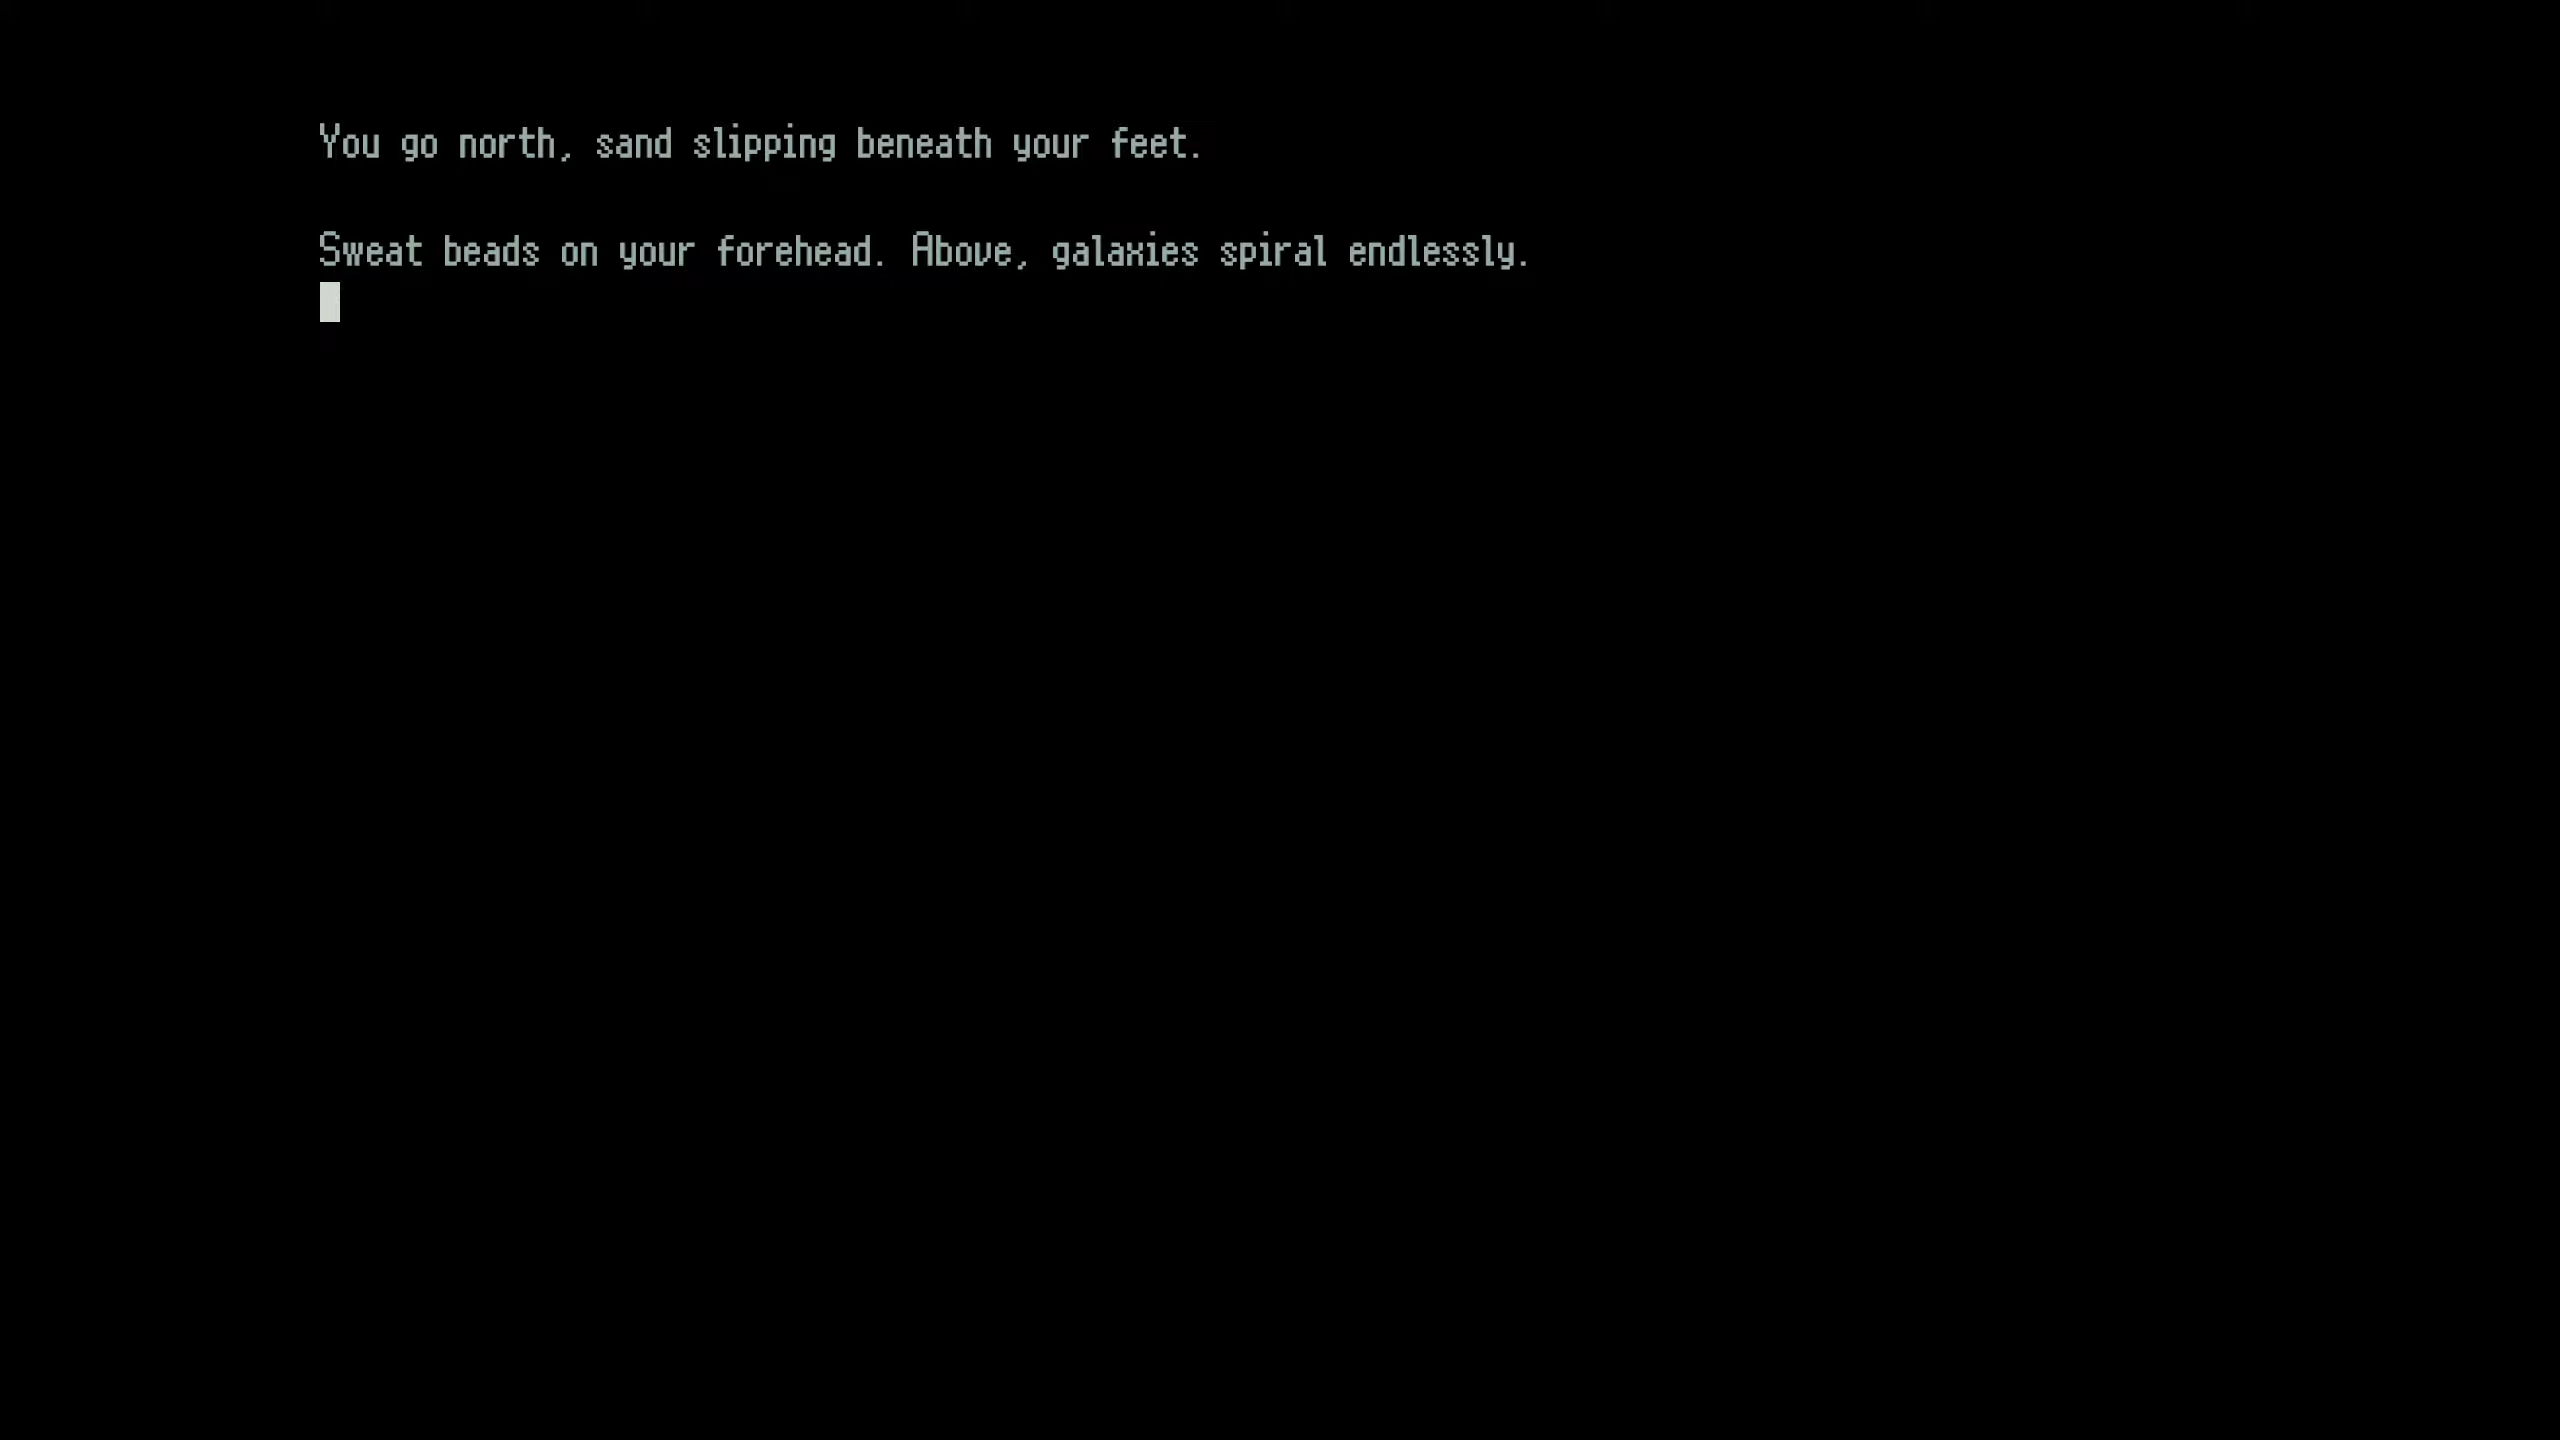 You go north, sand slipping beneath your feet.
Sweat beads on your forehead. Above, galaxies spiral endlessly.